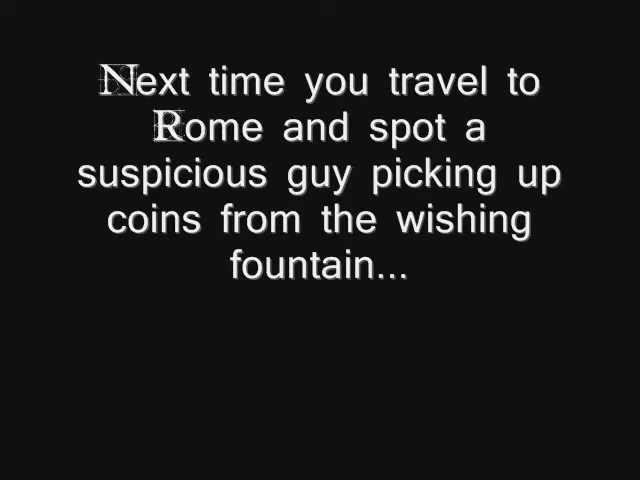 Next time you travel to
Rome and spot a
suspicious guy picking up
coins from the wishing
fountain...